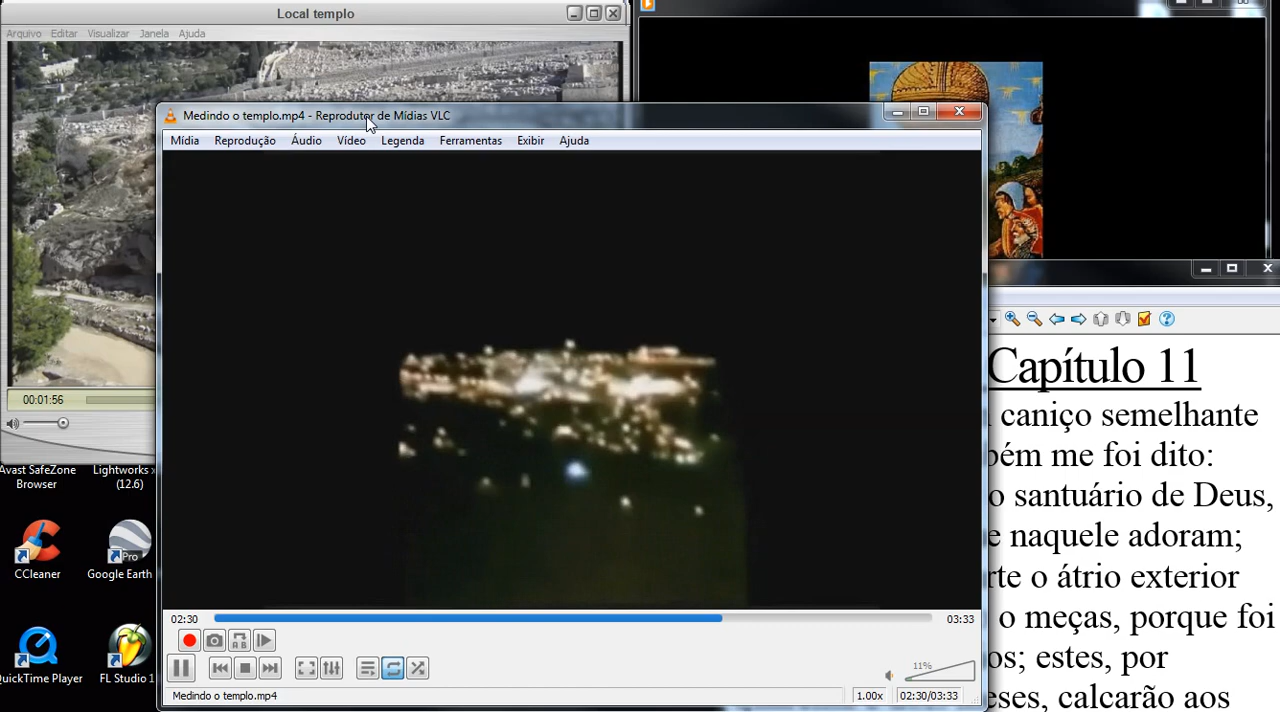 Local templo
Arquivo Editar Visualizar Janela Ajuda
Medindo o templo.mp4 - Reprodutor de Mídias VLC
Mídia Reprodução Áudio Vídeo Legenda Ferramentas Exibir Ajuda
00:01:56
Avast SafeZone
Browser
Lightworks x
(12.6)
CCleaner
Pro
Google Earth
QuickTime Player
FL Studio 1
02:30
03:33
A B
11%
Medindo o templo.mp4
1.00x
02:30/03:33
Capítulo 11
caniço semelhante
bém me foi dito:
o santuário de Deus,
e naquele adoram;
rte o átrio exterior
o meças, porque foi
os; estes, por
eses, calcarão aos